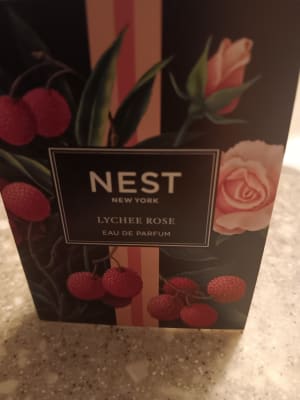 NEST
NEW YORK
LYCHEE ROSE
EAU DE PARFUM